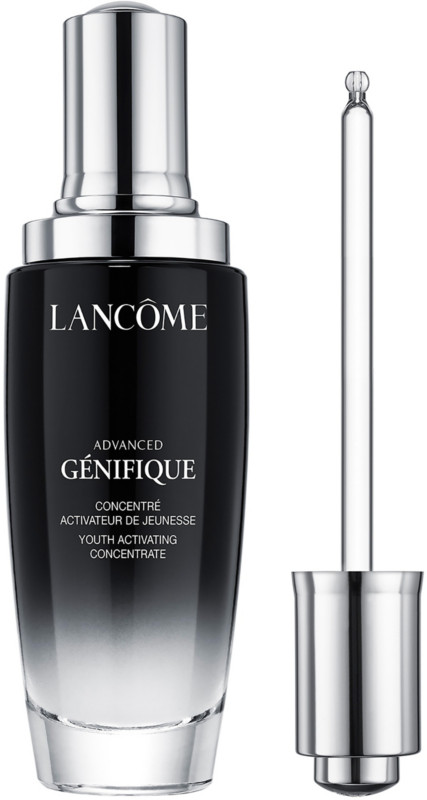 LANCÔME
ADVANCED
GÉNIFIQUE
CONCENTRÉ
ACTIVATEUR DE JEUNESSE
YOUTH ACTIVATING
CONCENTRATE